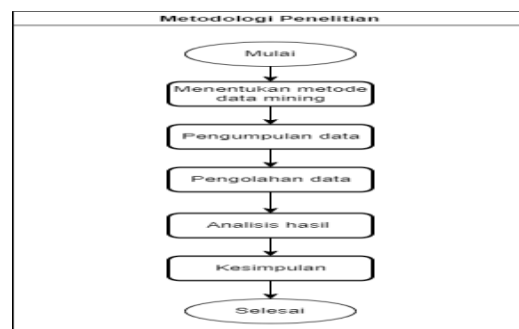 Metodologi Penelitian
Mulai
Menentukan metode
data mining
Pengumpulan data
Pengolahan data
Analisis hasil
Kesimpulan
Selesai